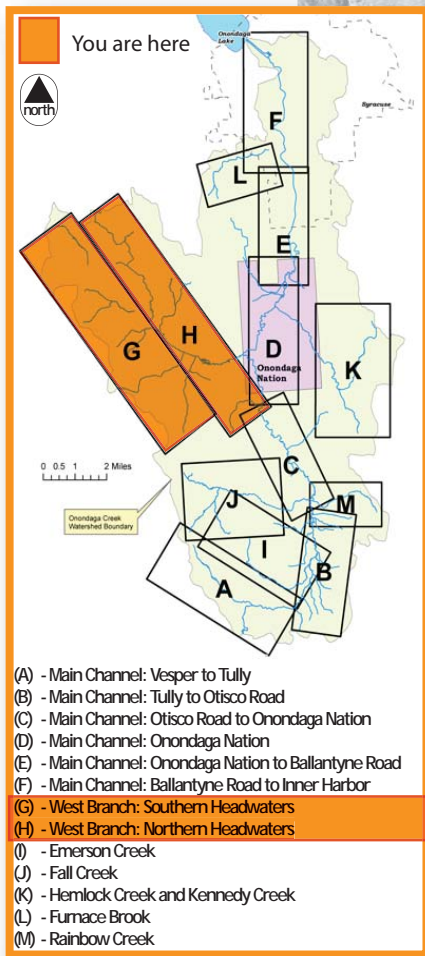 You are here
north
Onondaga
Lake
Syracuse
F
L
E
G
H
D
Onondaga
Nation
K
0 0.5 1 2 Miles
C
J
M
Onondaga Creek
Watershed Boundary
I
B
A
(A) - Main Channel: Vesper to Tully
(B) - Main Channel: Tully to Otisco Road
(C) - Main Channel: Otisco Road to Onondaga Nation
(D) - Main Channel: Onondaga Nation
(E) - Main Channel: Onondaga Nation to Ballantyne Road
(F) - Main Channel: Ballantyne Road to Inner Harbor
(G) - West Branch: Southern Headwaters
(H) - West Branch: Northern Headwaters
(I) - Emerson Creek
(J) - Fall Creek
(K) - Hemlock Creek and Kennedy Creek
(L) - Furnace Brook
(M) - Rainbow Creek